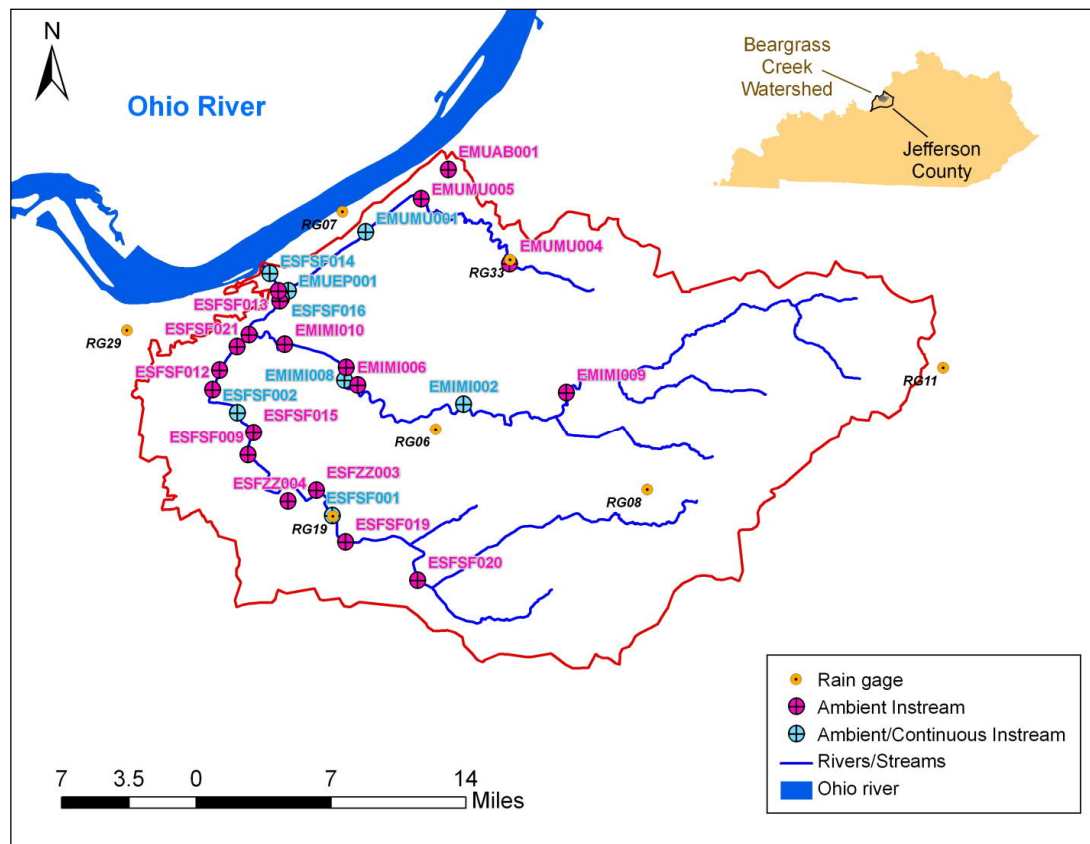 N
Ohio River
Beargrass
Creek
Watershed
Jefferson
County
EMUAB001
EMUMU005
RG07
EMUMU001
EMUMU004
RG33
ESFSF014
EMUEP001
ESFSF013
ESFSF016
ESFSF021
EMIMI010
RG29
ESFSF012
EMIMI006
EMIMI008
EMIMI002
EMIMI009
RG11
ESFSF002
ESFSF015
RG06
ESFSF009
ESFZZ003
ESFZZ004
ESFSF001
RG08
RG19
ESFSF019
ESFSF020
Rain gage
Ambient Instream
Ambient/Continuous Instream
Rivers/Streams
Ohio river
7 3.5 0 7 14
Miles